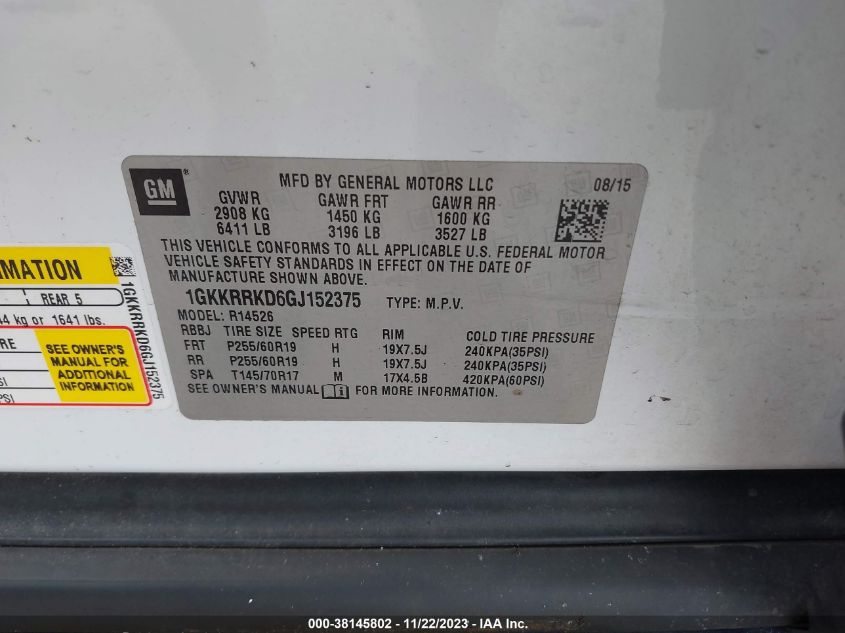 GM ®
MFD BY GENERAL MOTORS LLC 08/15
GVWR GAWR FRT GAWR RR
2908 KG 1450 KG 1600 KG
6411 LB 3196 LB 3527 LB
THIS VEHICLE CONFORMS TO ALL APPLICABLE U.S. FEDERAL MOTOR
VEHICLE SAFETY STANDARDS IN EFFECT ON THE DATE OF
MANUFACTURE SHOWN ABOVE.
1GKKRRKD6GJ152375 TYPE: M.P.V.
MODEL: R14526
RBBJ TIRE SIZE SPEED RTG RIM COLD TIRE PRESSURE
FRT P255/60R19 H 19X7.5J 240KPA(35PSI)
RR P255/60R19 H 19X7.5J 240KPA(35PSI)
SPA T145/70R17 M 17X4.5B 420KPA(60PSI)
SEE OWNER'S MANUAL FOR MORE INFORMATION.
REAR 5
kg or 1641 lbs.
SEE OWNER'S
MANUAL FOR
ADDITIONAL
INFORMATION
1GKKRRKD6GJ152375
000-38145802 - 11/22/2023 - IAA Inc.